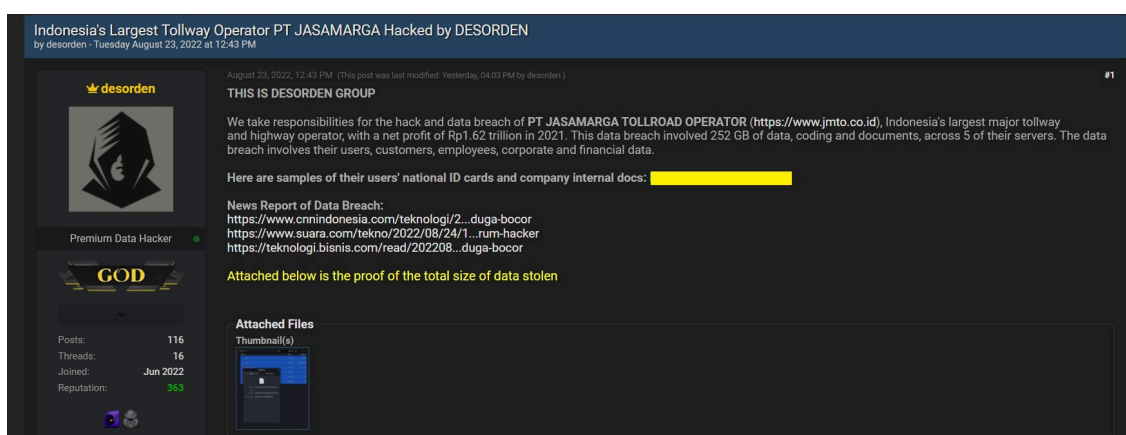 Indonesia's Largest Tollway Operator PT JASAMARGA Hacked by DESORDEN
by desorden - Tuesday August 23, 2022 at 12:43 PM
desorden
Premium Data Hacker
GOD
Posts: 116
Threads: 16
Joined: Jun 2022
Reputation: 363
August 23, 2022, 12:43 PM (This post was last modified: Yesterday, 04:03 PM by desorden.)
#1
THIS IS DESORDEN GROUP
We take responsibilities for the hack and data breach of PT JASAMARGA TOLLROAD OPERATOR (https://www.jmto.co.id), Indonesia's largest major tollway
and highway operator, with a net profit of Rp1.62 trillion in 2021. This data breach involved 252 GB of data, coding and documents, across 5 of their servers. The data
breach involves their users, customers, employees, corporate and financial data.
Here are samples of their users' national ID cards and company internal docs:
News Report of Data Breach:
https://www.cnnindonesia.com/teknologi/2...duga-bocor
https://www.suara.com/tekno/2022/08/24/1...rum-hacker
https://teknologi.bisnis.com/read/202208...duga-bocor
Attached below is the proof of the total size of data stolen
Attached Files
Thumbnail(s)